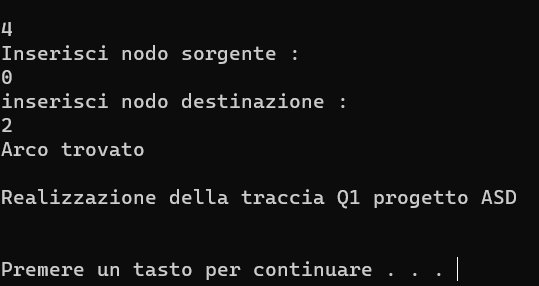 4
Inserisci nodo sorgente :
0
inserisci nodo destinazione :
2
Arco trovato
Realizzazione della traccia Q1 progetto ASD
Premere un tasto per continuare . . .